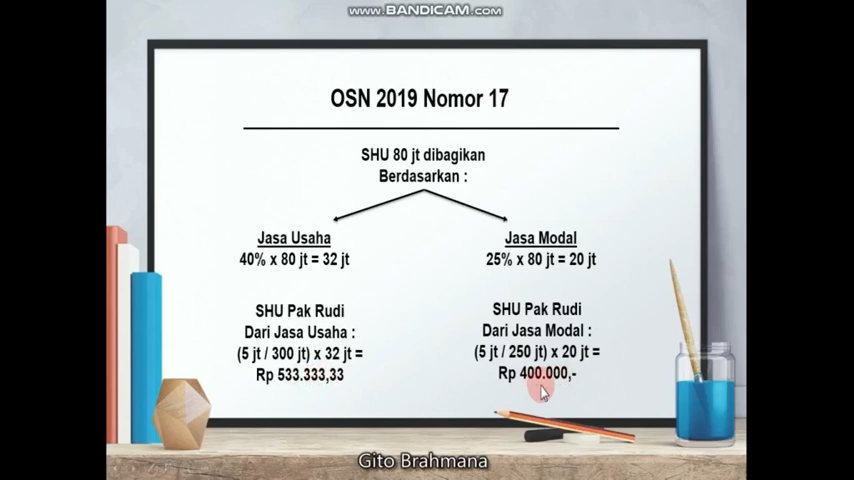 www.BANDICAM.com
OSN 2019 Nomor 17
SHU 80 jt dibagikan
Berdasarkan :
Jasa Usaha
40% x 80 jt = 32 jt
SHU Pak Rudi
Dari Jasa Usaha :
(5 jt / 300 jt) x 32 jt =
Rp 533.333,33
Jasa Modal
25% x 80 jt = 20 jt
SHU Pak Rudi
Dari Jasa Modal :
(5 jt / 250 jt) x 20 jt =
Rp 400.000,-
Gito Brahmana